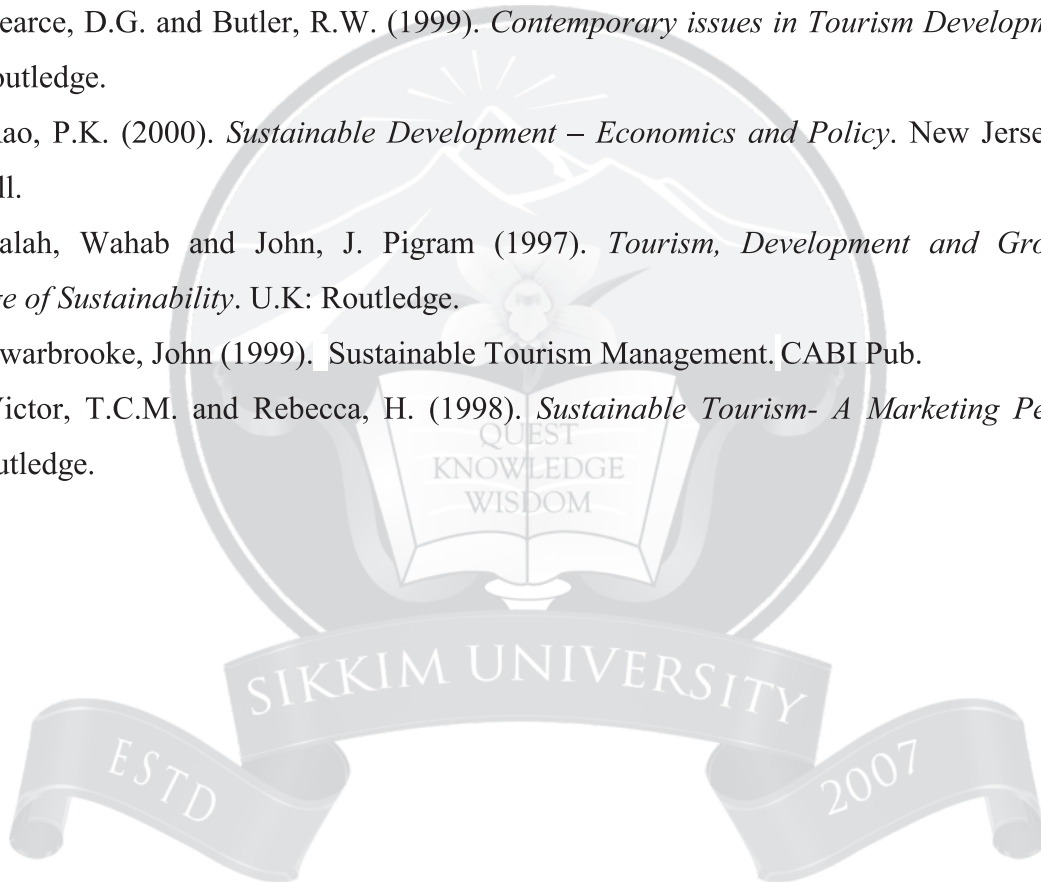 earce, D.G. and Butler, R.W. (1999). Contemporary issues in Tourism Developm
outledge.
ao, P.K. (2000). Sustainable Development – Economics and Policy. New Jerse
ll.
alah, Wahab and John, J. Pigram (1997). Tourism, Development and Gro
e of Sustainability. U.K: Routledge.
warbrooke, John (1999). Sustainable Tourism Management. CABI Pub.
ictor, T.C.M. and Rebecca, H. (1998). Sustainable Tourism- A Marketing Pe
utledge.
QUEST
KNOWLEDGE
WISDOM
SIKKIM UNIVERSITY
ESTD
2007